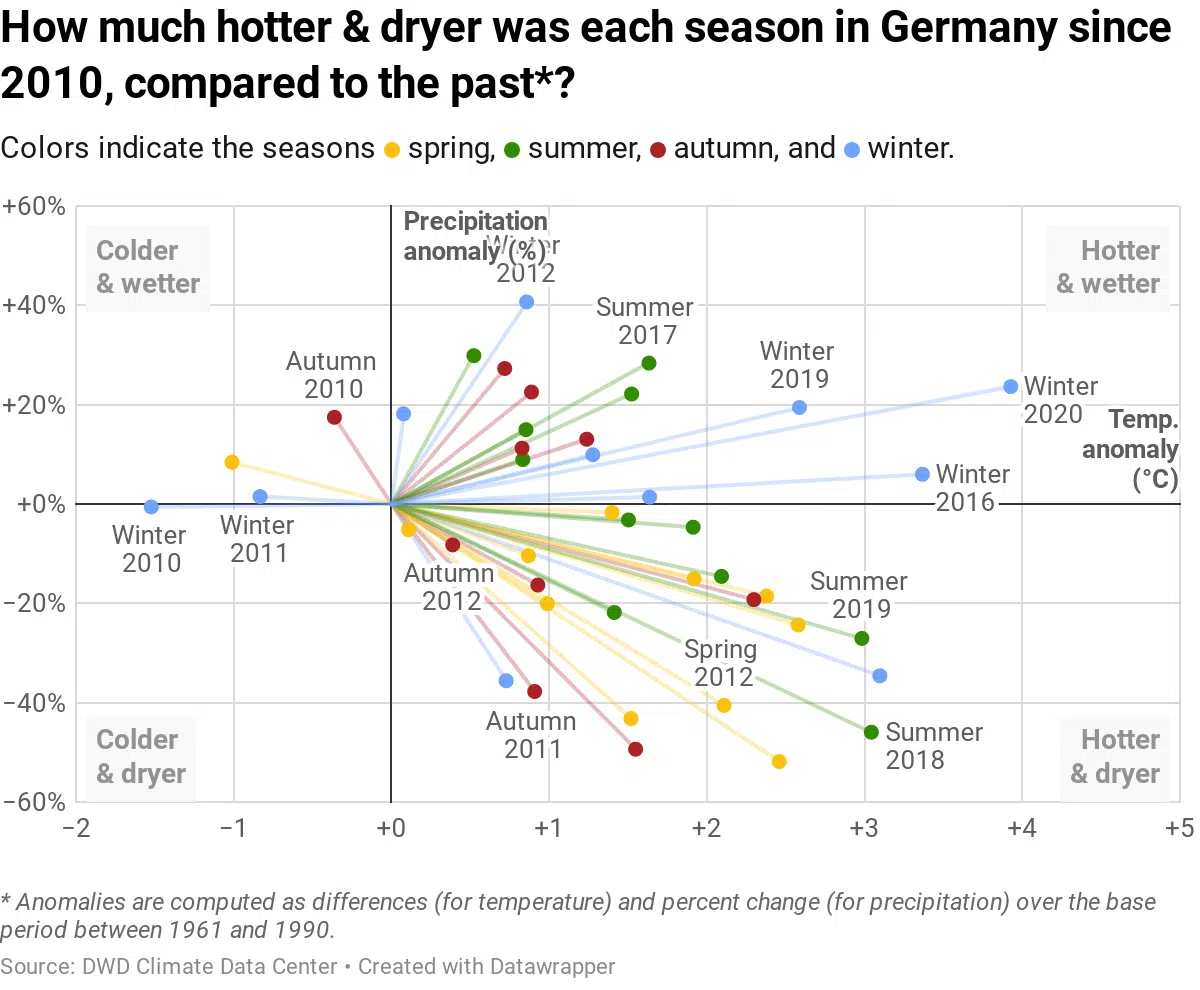 How much hotter & dryer was each season in Germany since
2010, compared to the past*?
Colors indicate the seasons spring, summer, autumn, and winter.
+60%
+40%
+20%
+0%
−20%
−40%
−60%
Colder
& wetter
Precipitation
anomaly (%)
Winter
2012
Hotter
& wetter
Summer
2017
Autumn
2010
Winter
2019
Winter
2020
Temp.
anomaly
(°C)
Winter
2016
Winter
2010
Winter
2011
Autumn
2012
Summer
2019
Spring
2012
Autumn
2011
Summer
2018
Colder
& dryer
Hotter
& dryer
−2
−1
+0
+1
+2
+3
+4
+5
* Anomalies are computed as differences (for temperature) and percent change (for precipitation) over the base
period between 1961 and 1990.
Source: DWD Climate Data Center • Created with Datawrapper